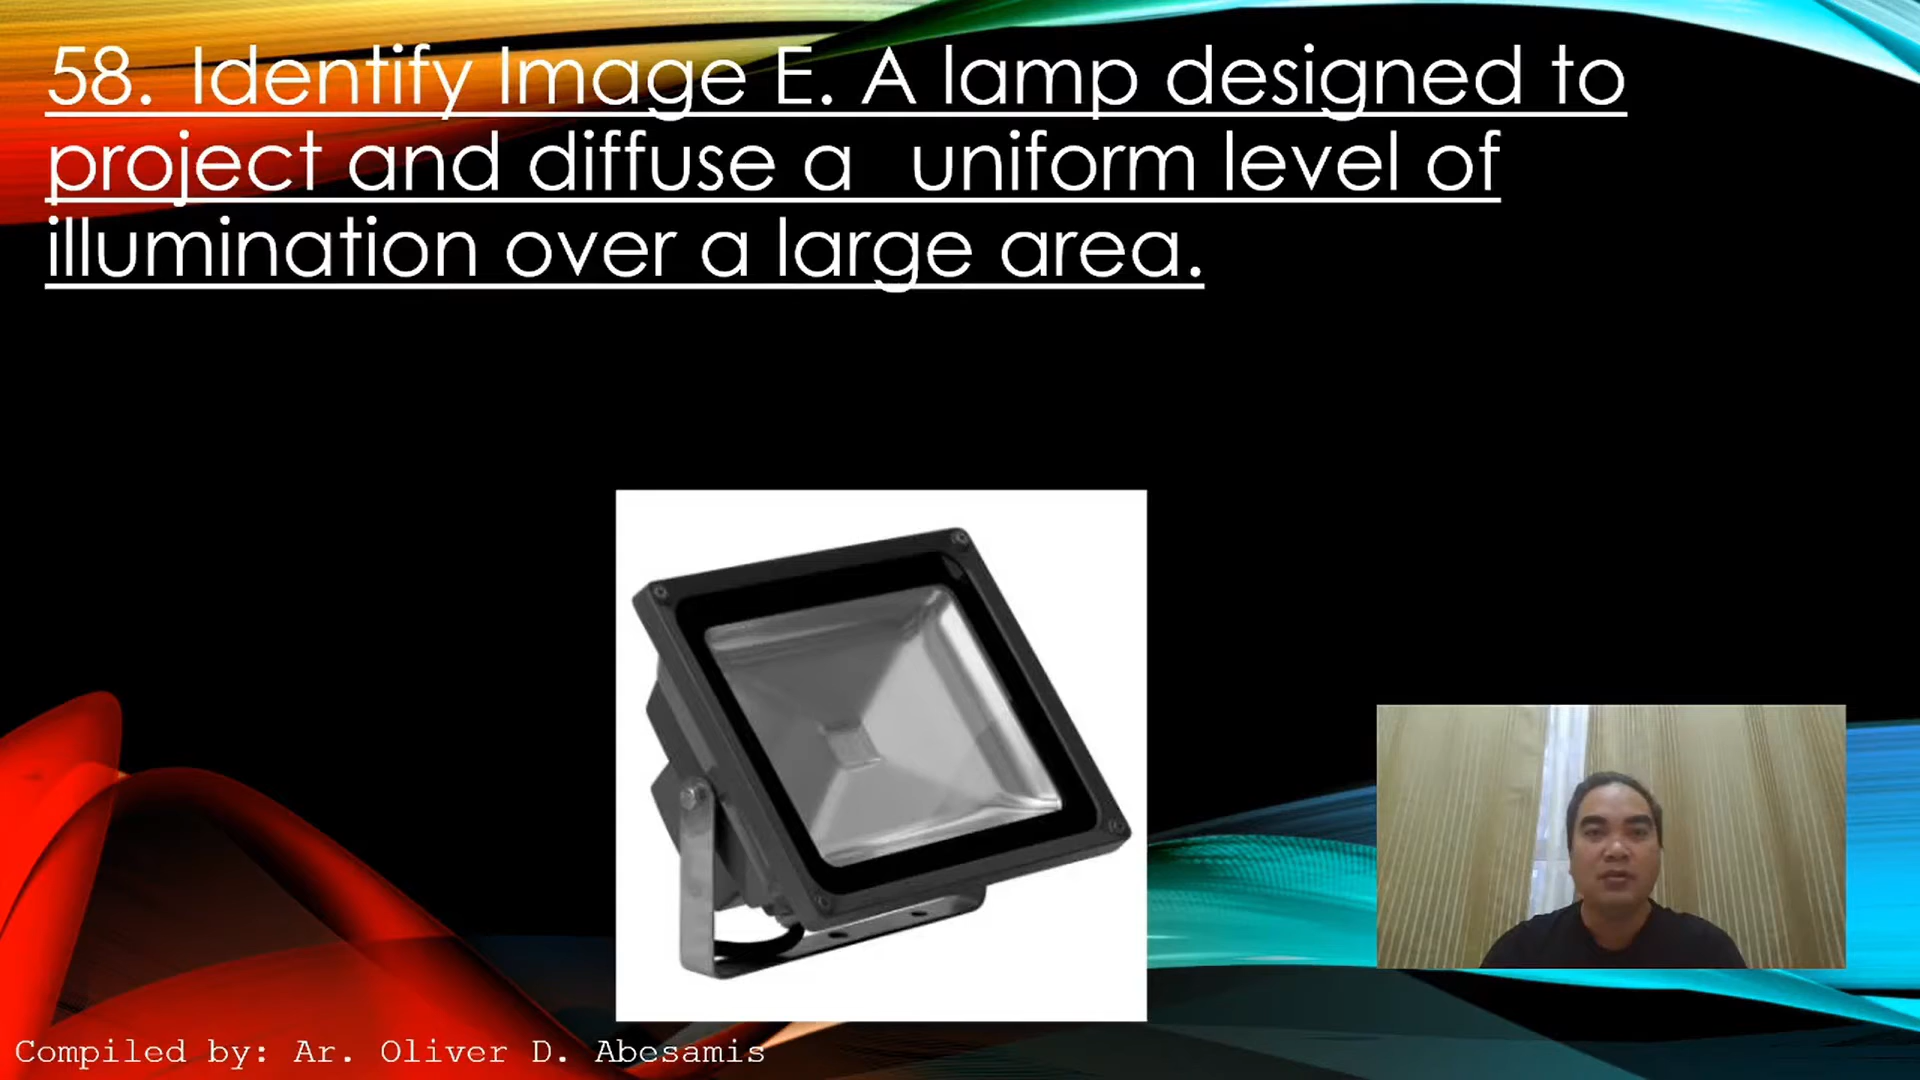 58. Identify Image E. A lamp designed to
project and diffuse a  uniform level of
illumination over a large area.
Compiled by: Ar. Oliver D. Abesamis